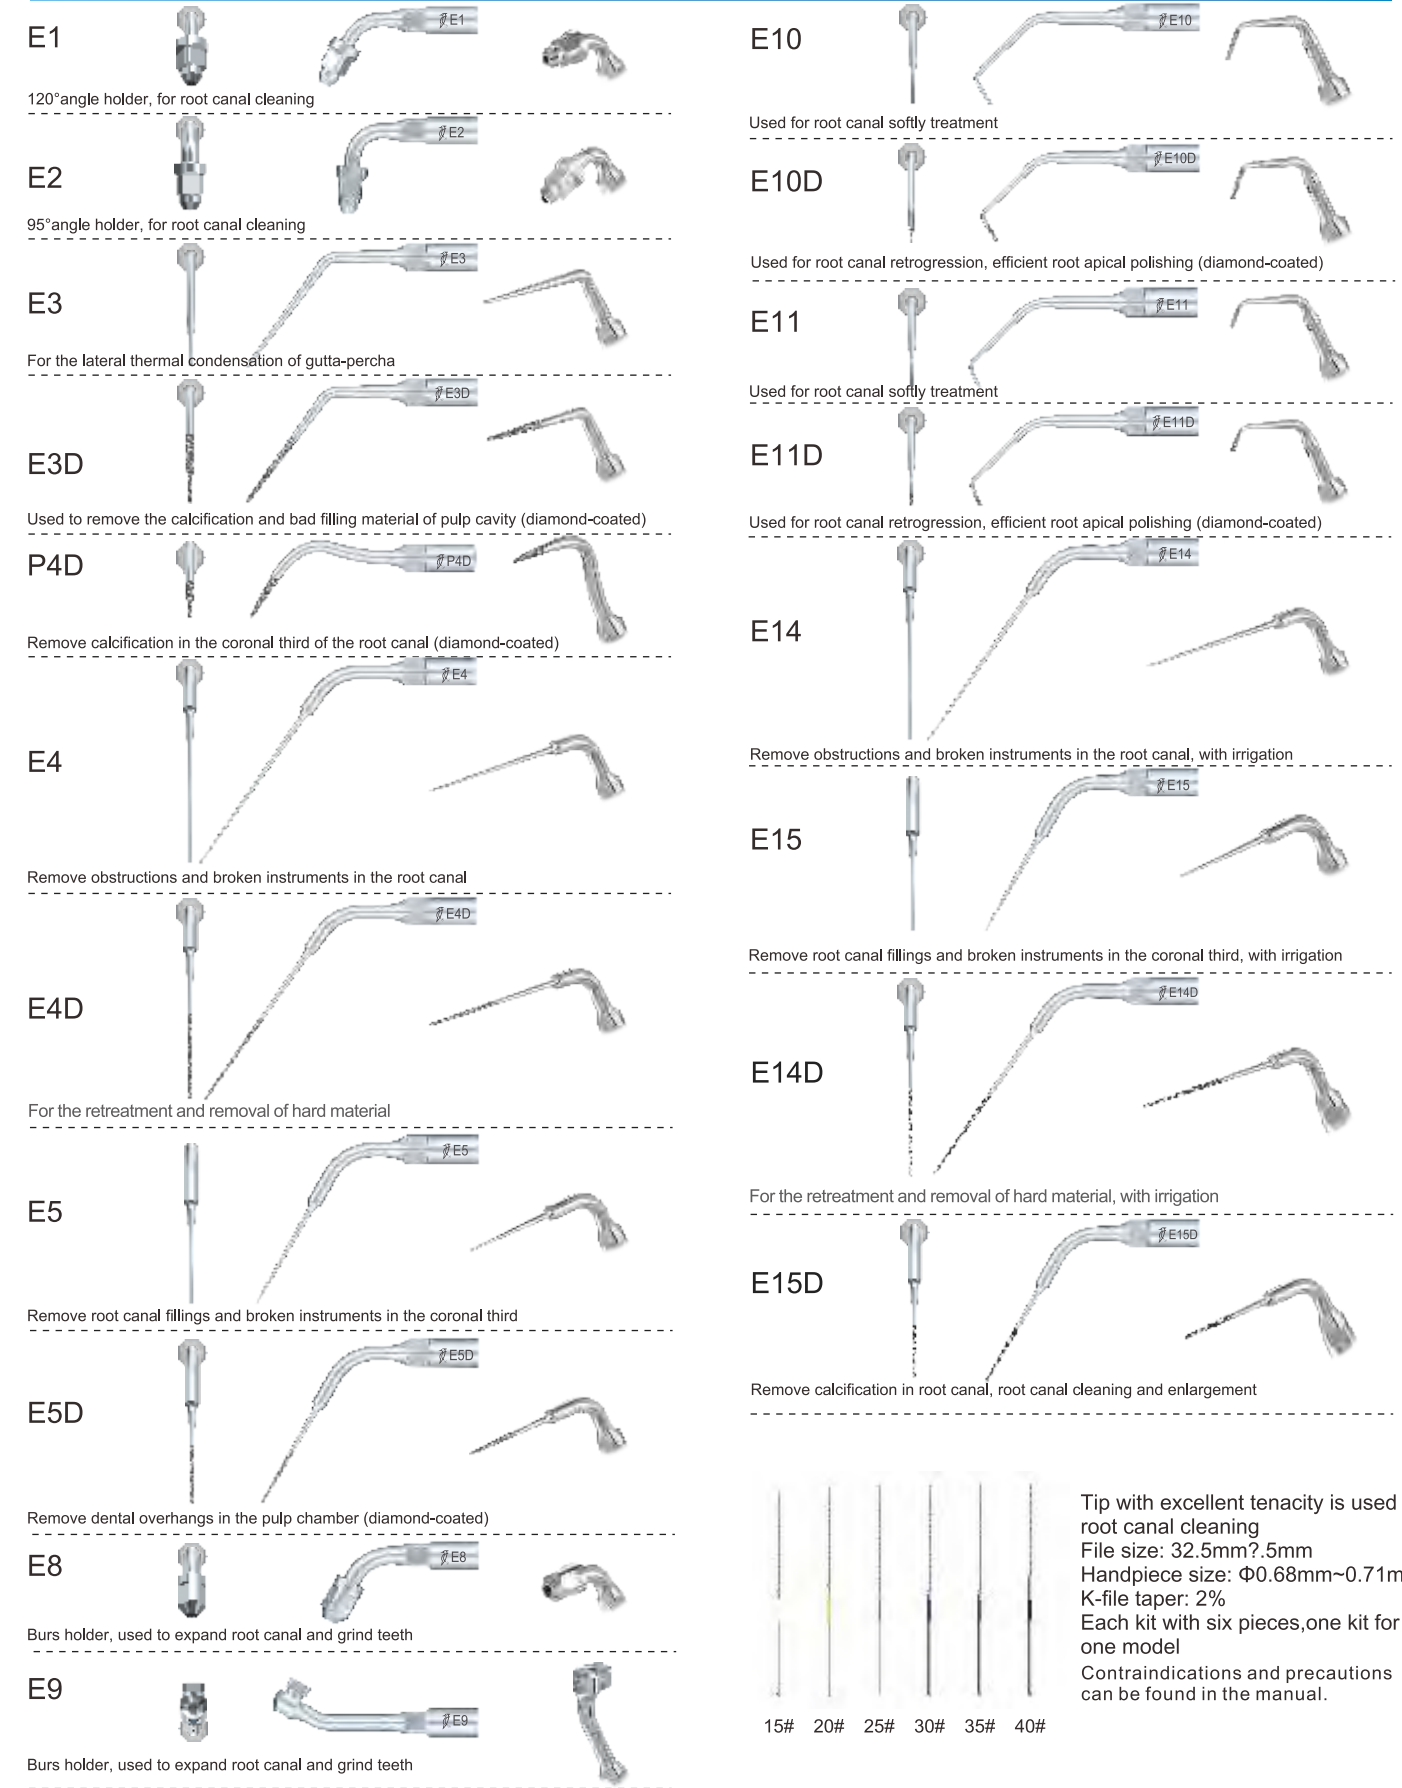 E1
E1
120°angle holder, for root canal cleaning
E2
E2
95°angle holder, for root canal cleaning
E3
E3
For the lateral thermal condensation of gutta-percha
E3D
E3D
Used to remove the calcification and bad filling material of pulp cavity (diamond-coated)
P4D
P4D
Remove calcification in the coronal third of the root canal (diamond-coated)
E4
E4
Remove obstructions and broken instruments in the root canal
E4D
E4D
For the retreatment and removal of hard material
E5
E5
Remove root canal fillings and broken instruments in the coronal third
E5D
E5D
Remove dental overhangs in the pulp chamber (diamond-coated)
E8
E8
Burs holder, used to expand root canal and grind teeth
E9
E9
Burs holder, used to expand root canal and grind teeth
E10
E10
Used for root canal softly treatment
E10D
E10D
Used for root canal retrogression, efficient root apical polishing (diamond-coated)
E11
E11
Used for root canal softly treatment
E11D
E11D
Used for root canal retrogression, efficient root apical polishing (diamond-coated)
E14
E14
Remove obstructions and broken instruments in the root canal, with irrigation
E15
E15
Remove root canal fillings and broken instruments in the coronal third, with irrigation
E14D
E14D
For the retreatment and removal of hard material, with irrigation
E15D
E15D
Remove calcification in root canal, root canal cleaning and enlargement
15# 20# 25# 30# 35# 40#
Tip with excellent tenacity is used
root canal cleaning
File size: 32.5mm?.5mm
Handpiece size: Φ0.68mm~0.71m
K-file taper: 2%
Each kit with six pieces,one kit for
one model
Contraindications and precautions
can be found in the manual.